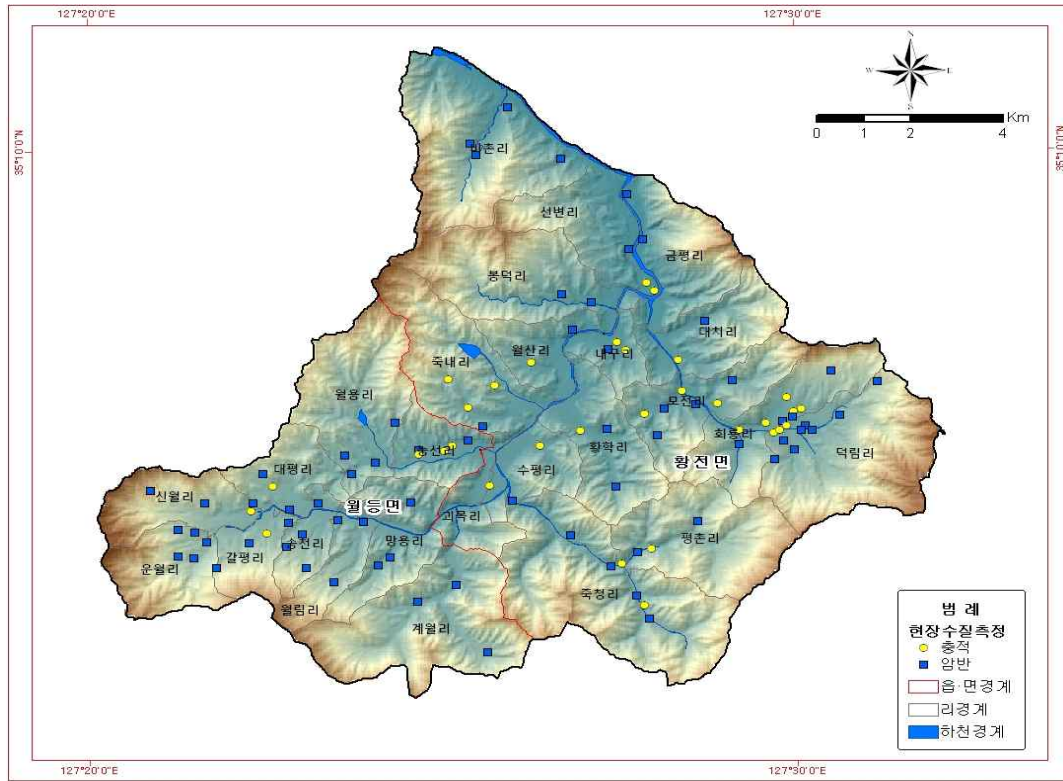 127°20'0"E 127°30'0"E
N
W E
S
Km
0 1 2 4
35°10'0"N 35°10'0"N
비촌리
선변리
금평리
봉덕리
대치리
월산리 내구리
죽내리
월용리
모전리
회룡리
송선리 황학리
덕림리
황전면
수평리
대평리
신월리
월등면
괴목리
평촌리
송천리 망용리
갈평리
운월리
죽청리
월림리
계월리
범 례
현장수질측정
충적
암반
읍·면경계
리경계
하천경계
127°20'0"E 127°30'0"E